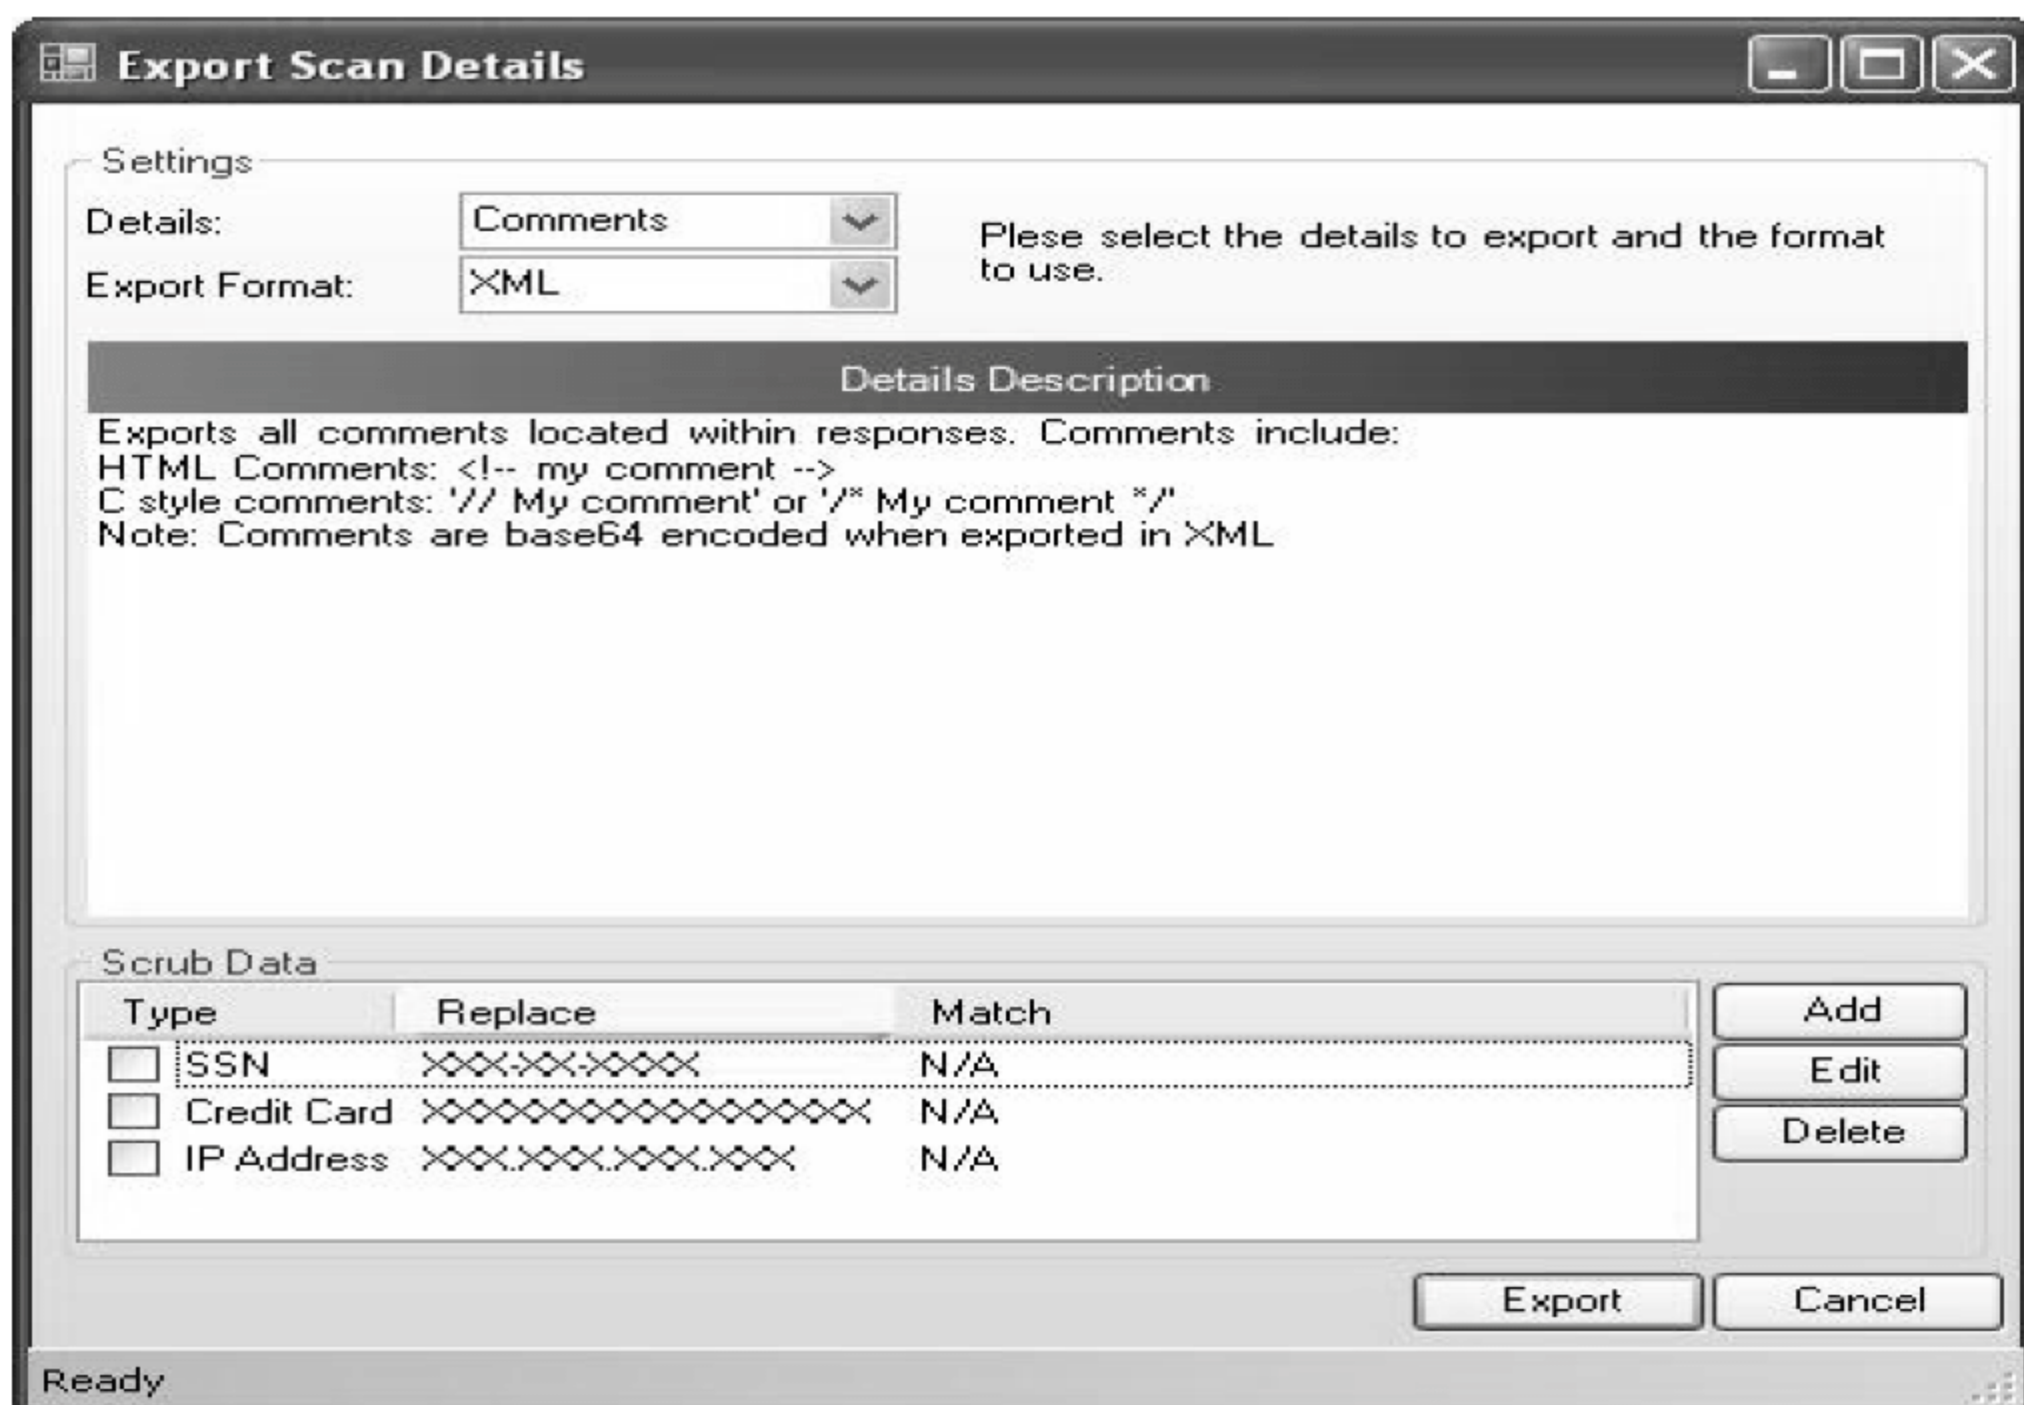 Export Scan Details
Settings
Details: Comments
Export Format: XML
Plese select the details to export and the format
to use.
Details Description
Exports all comments located within responses. Comments include:
HTML Comments: <!-- my comment -->
C style comments: '// My comment' or '/* My comment */'
Note: Comments are base64 encoded when exported in XML
Scrub Data
Type Replace Match
SSN XXX-XX-XXXX N/A
Credit Card XXXXXXXXXXXXXXXX N/A
IP Address XXX.XXX.XXX.XXX N/A
Add
Edit
Delete
Export Cancel
Ready